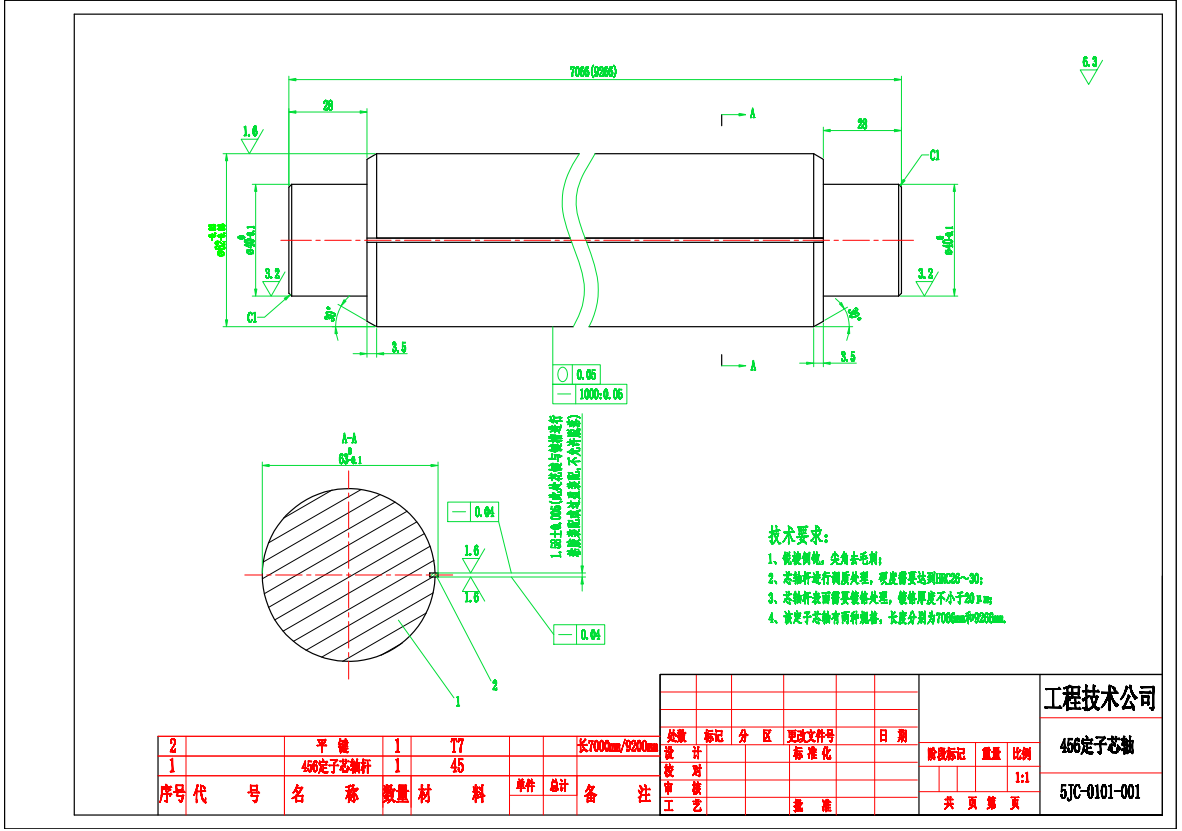 7066(9266)
6.3
28
A
28
1.6
C1
3.2
3.2
C1
30°
3.5
3.5
A
0.05
1000:0.05
A-A
63 0 -0.1
0.04
1.6
1.6
0.04
1
2
技术要求:
1、锐棱倒钝，尖角去毛刺;
2、芯轴杆进行调质处理，硬度需要达到HRC26～30;
3、芯轴杆表面需要镀铬处理，镀铬厚度不小于20μm;
4、该定子芯轴有两种规格，长度分别为7066mm和9266mm.
2 平 键 1 T7 长7000mm/9200mm
1 456定子芯轴杆 1 45
序号 代 号 名 称 数量 材 料 单件 总计 备 注
处数 标记 分 区 更改文件号 日 期
设 计 标 准 化
校 对
审 核
工 艺 批 准
阶段标记 重量 比例
1:1
共 页 第 页
工程技术公司
456定子芯轴
5JC-0101-001